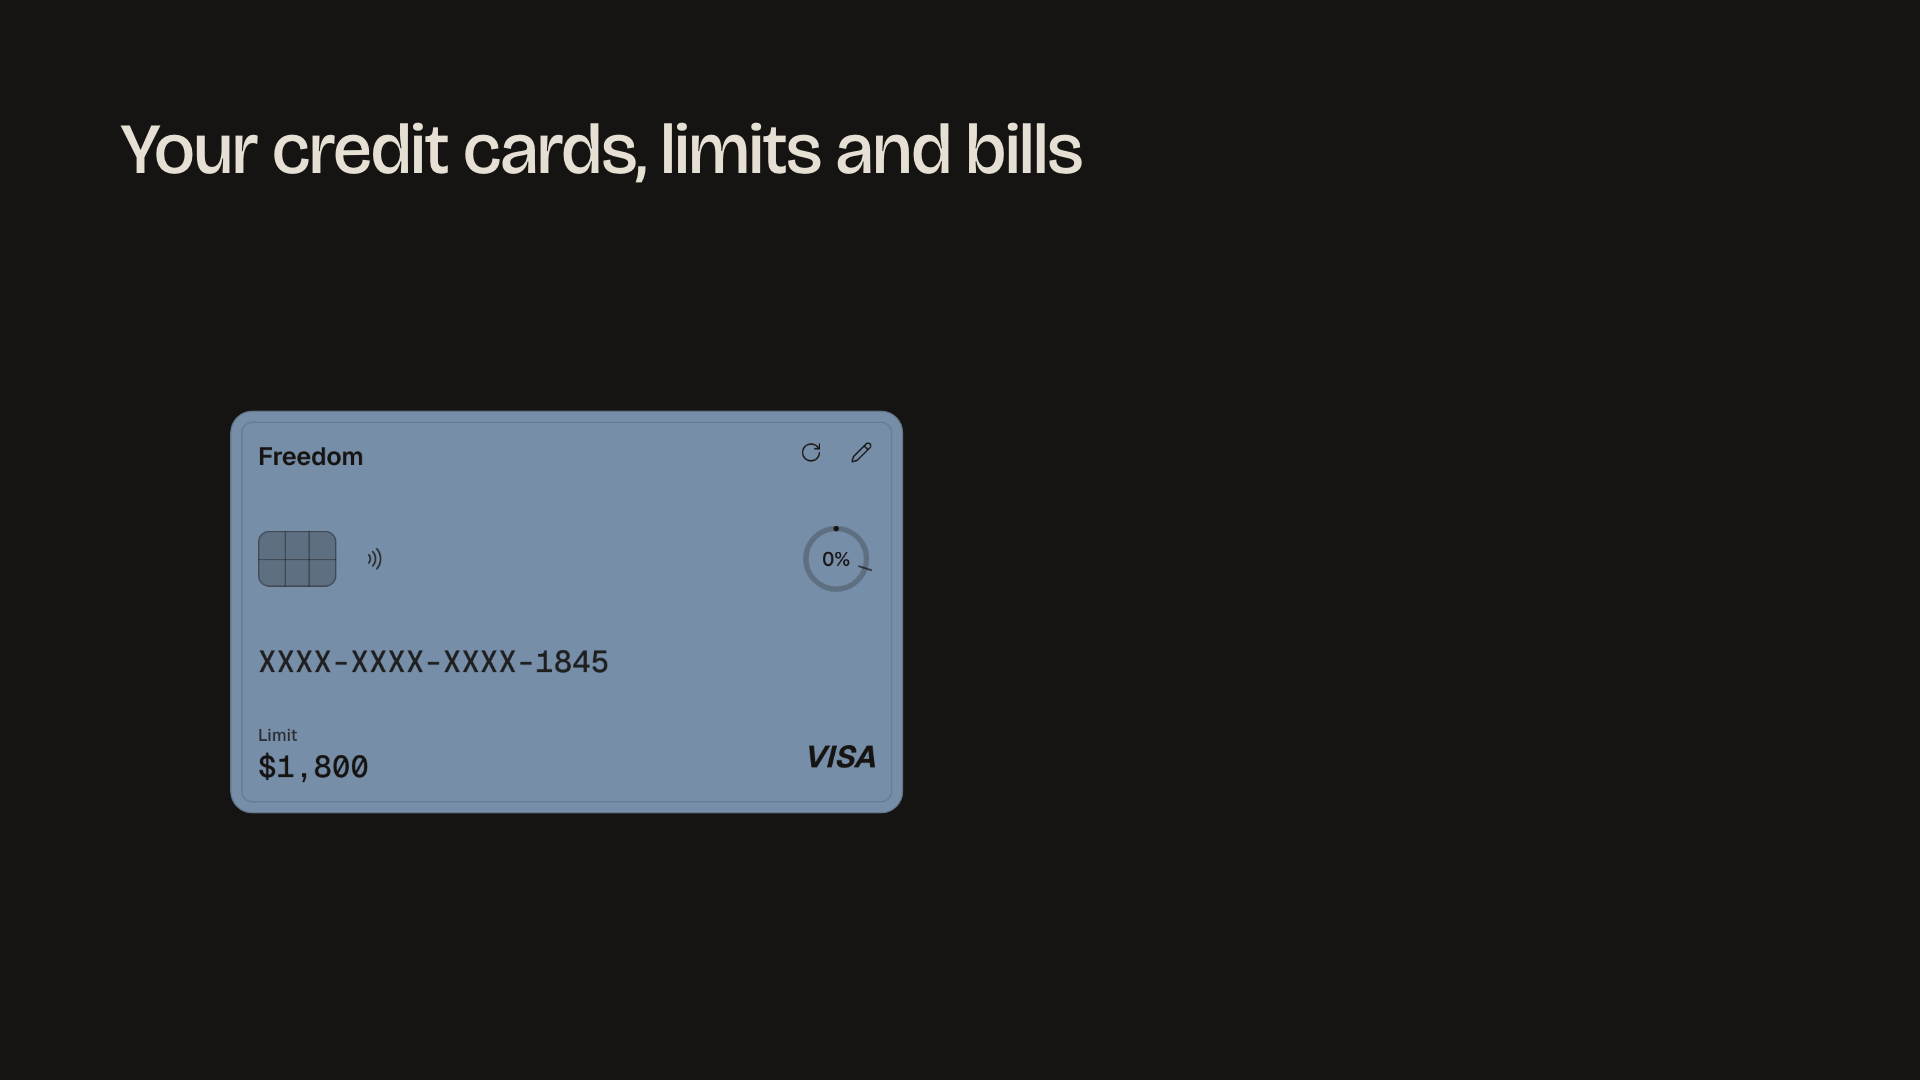 Your credit cards, limits and bills
Freedom
0%
XXXX-XXXX-XXXX-1845
Limit
$1,800
VISA